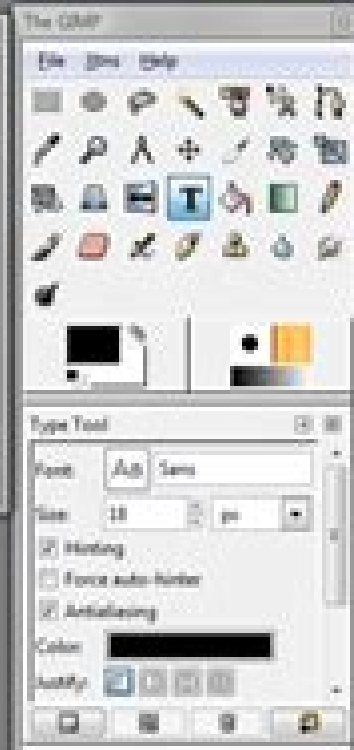 The GIMP
File Xtns Help
T
Type Tool
Font: Aa Sans
Size: 18 px
Hinting
Force auto-hinter
Antialiasing
Color:
Justify: